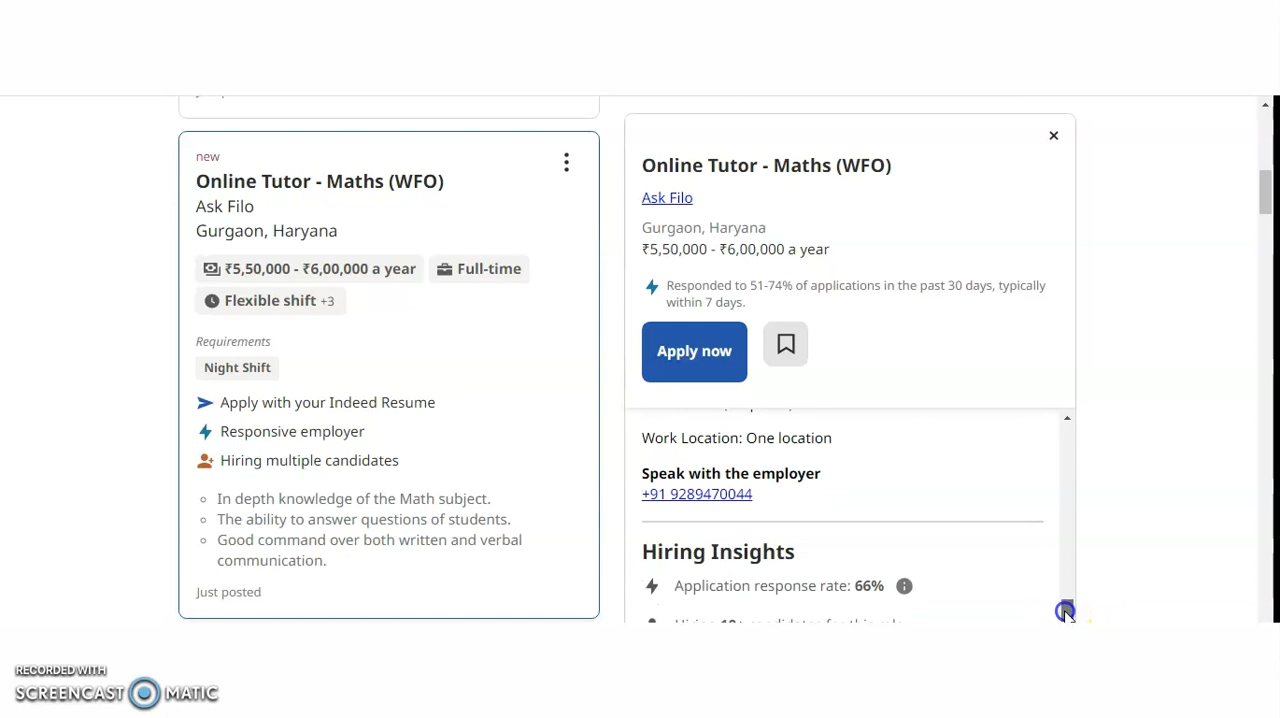 new
Online Tutor - Maths (WFO)
Ask Filo
Gurgaon, Haryana
₹5,50,000 - ₹6,00,000 a year
Full-time
Flexible shift +3
Requirements
Night Shift
Apply with your Indeed Resume
Responsive employer
Hiring multiple candidates
In depth knowledge of the Math subject.
The ability to answer questions of students.
Good command over both written and verbal
communication.
Just posted
Online Tutor - Maths (WFO)
Ask Filo
Gurgaon, Haryana
₹5,50,000 - ₹6,00,000 a year
Responded to 51-74% of applications in the past 30 days, typically
within 7 days.
Apply now
Work Location: One location
Speak with the employer
+91 9289470044
Hiring Insights
Application response rate: 66%
RECORDED WITH
SCREENCAST MATIC